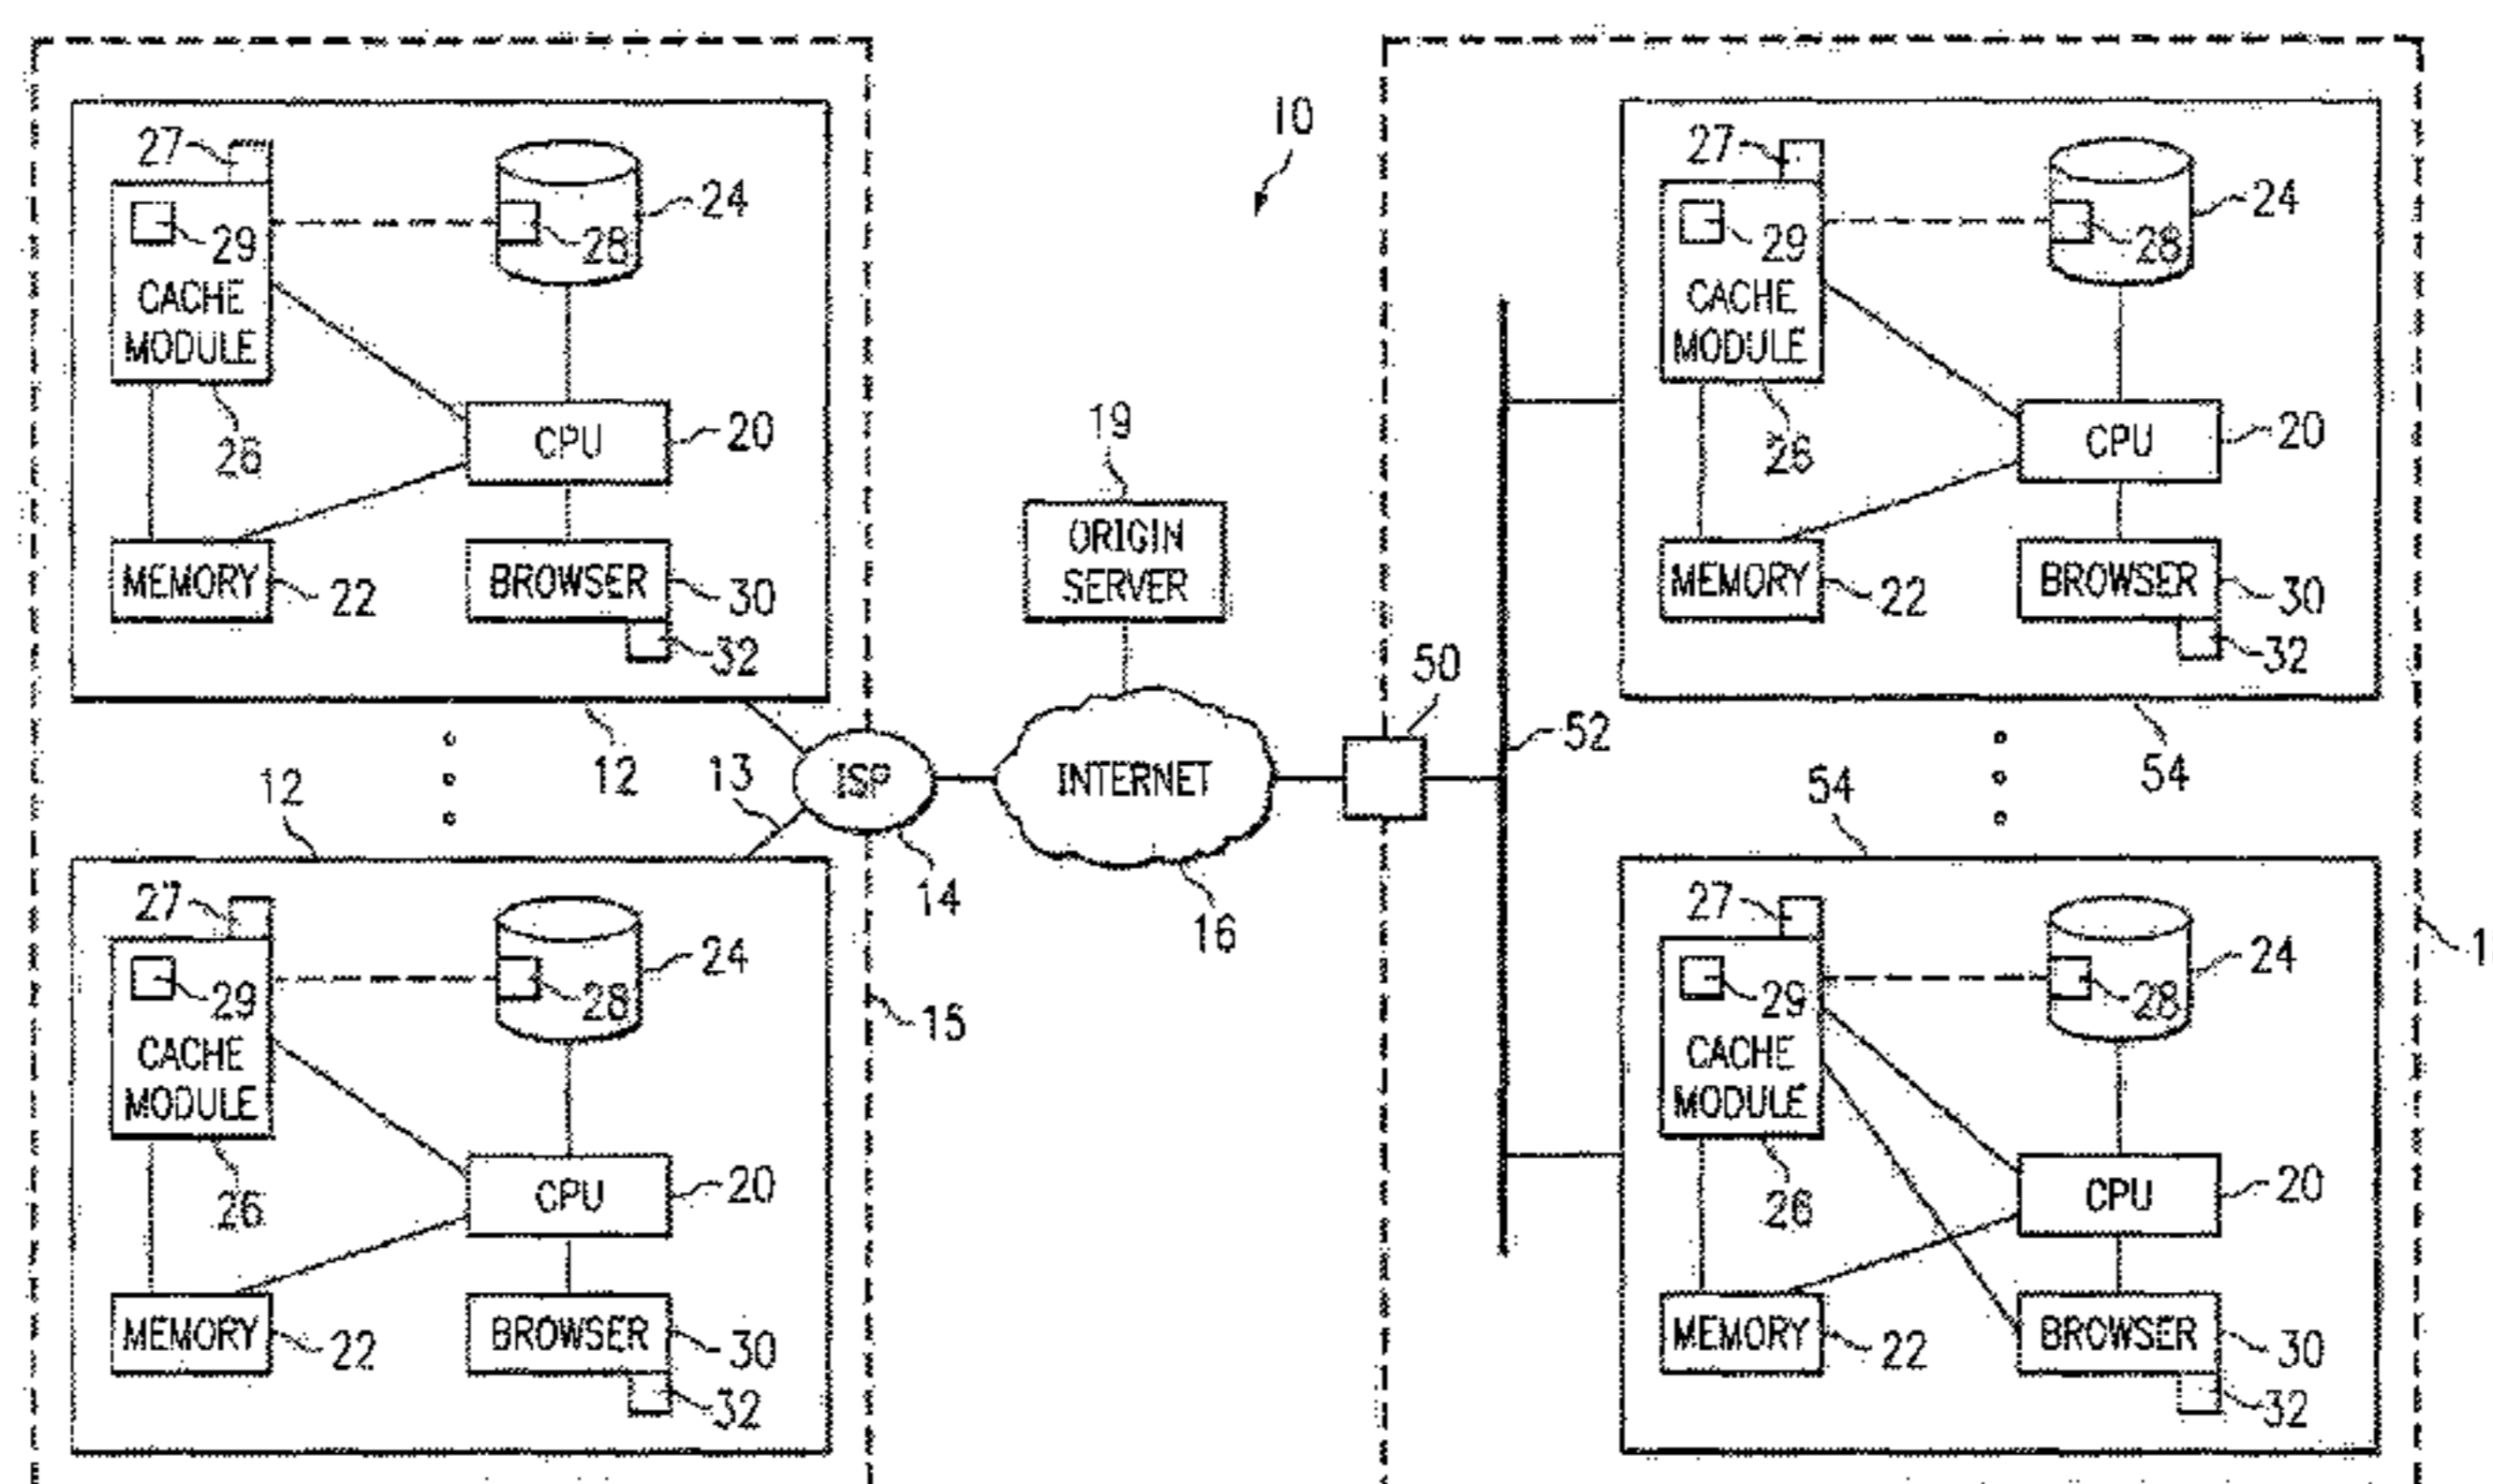 10
27
29
CACHE
MODULE
26
28
24
CPU
20
MEMORY
22
BROWSER
30
32
12
12
27
29
CACHE
MODULE
26
28
24
CPU
20
MEMORY
22
BROWSER
30
32
13
ISP
14
15
19
ORIGIN
SERVER
INTERNET
16
50
52
27
29
CACHE
MODULE
26
28
24
CPU
20
MEMORY
22
BROWSER
30
32
54
54
27
29
CACHE
MODULE
26
28
24
CPU
20
MEMORY
22
BROWSER
30
32